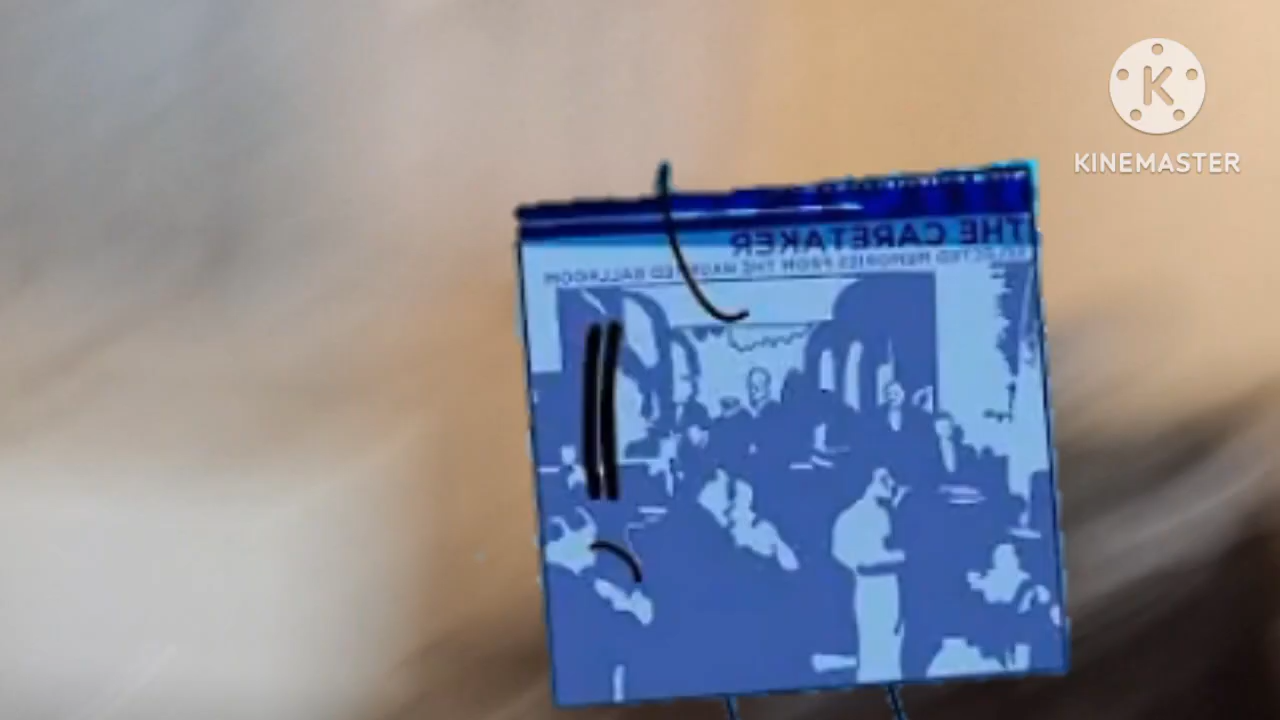 KINEMASTER
THE CARETAKER
SELECTED MEMORIES FROM THE HAUNTED BALLROOM